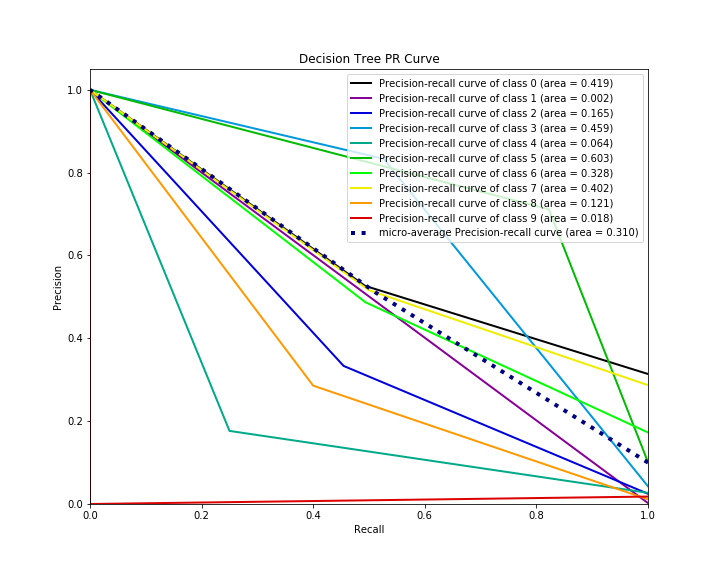 Decision Tree PR Curve
Precision-recall curve of class 0 (area = 0.419)
Precision-recall curve of class 1 (area = 0.002)
Precision-recall curve of class 2 (area = 0.165)
Precision-recall curve of class 3 (area = 0.459)
Precision-recall curve of class 4 (area = 0.064)
Precision-recall curve of class 5 (area = 0.603)
Precision-recall curve of class 6 (area = 0.328)
Precision-recall curve of class 7 (area = 0.402)
Precision-recall curve of class 8 (area = 0.121)
Precision-recall curve of class 9 (area = 0.018)
micro-average Precision-recall curve (area = 0.310)
1.0
0.8
0.6
0.4
0.2
0.0
Precision
0.0 0.2 0.4 0.6 0.8 1.0
Recall